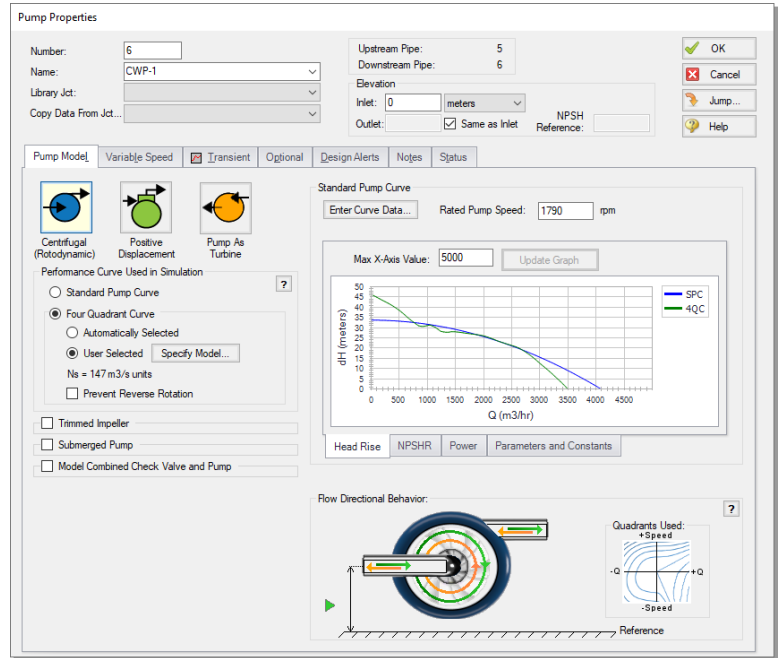 Pump Properties
Number: 6
Name: CWP-1
Library Jct:
Copy Data From Jct...
Upstream Pipe: 5
Downstream Pipe: 6
Elevation
Inlet: 0 meters
Outlet: Same as Inlet
NPSH
Reference:
OK
Cancel
Jump...
Help
Pump Model
Variable Speed
Transient
Optional
Design Alerts
Notes
Status
Centrifugal
(Rotodynamic)
Positive
Displacement
Pump As
Turbine
Performance Curve Used in Simulation
?
Standard Pump Curve
Four Quadrant Curve
Automatically Selected
User Selected Specify Model...
Ns = 147 m3/s units
Prevent Reverse Rotation
Trimmed Impeller
Submerged Pump
Model Combined Check Valve and Pump
Standard Pump Curve
Enter Curve Data... Rated Pump Speed: 1790 rpm
Max X-Axis Value: 5000 Update Graph
dH (meters)
50
45
40
35
30
25
20
15
10
5
0
0 500 1000 1500 2000 2500 3000 3500 4000 4500
Q (m3/hr)
SPC
4QC
Head Rise
NPSHR
Power
Parameters and Constants
Flow Directional Behavior:
?
Quadrants Used:
+Speed
-Q +Q
-Speed
Reference